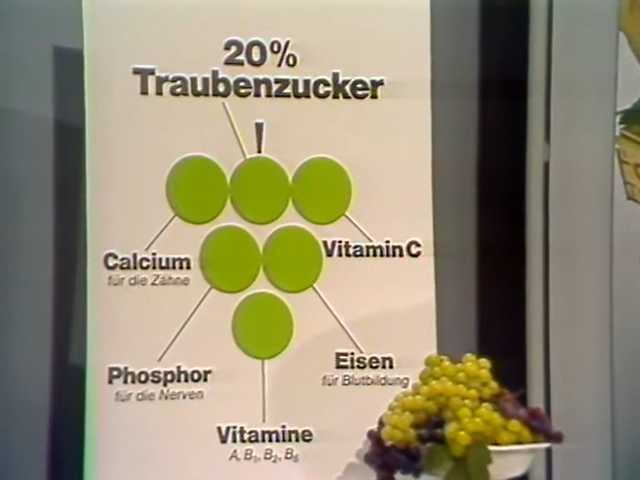 20%
Traubenzucker
Calcium
für die Zähne
Vitamin C
Phosphor
für die Nerven
Eisen
für Blutbildung
Vitamine
A, B₁, B₂, B₆